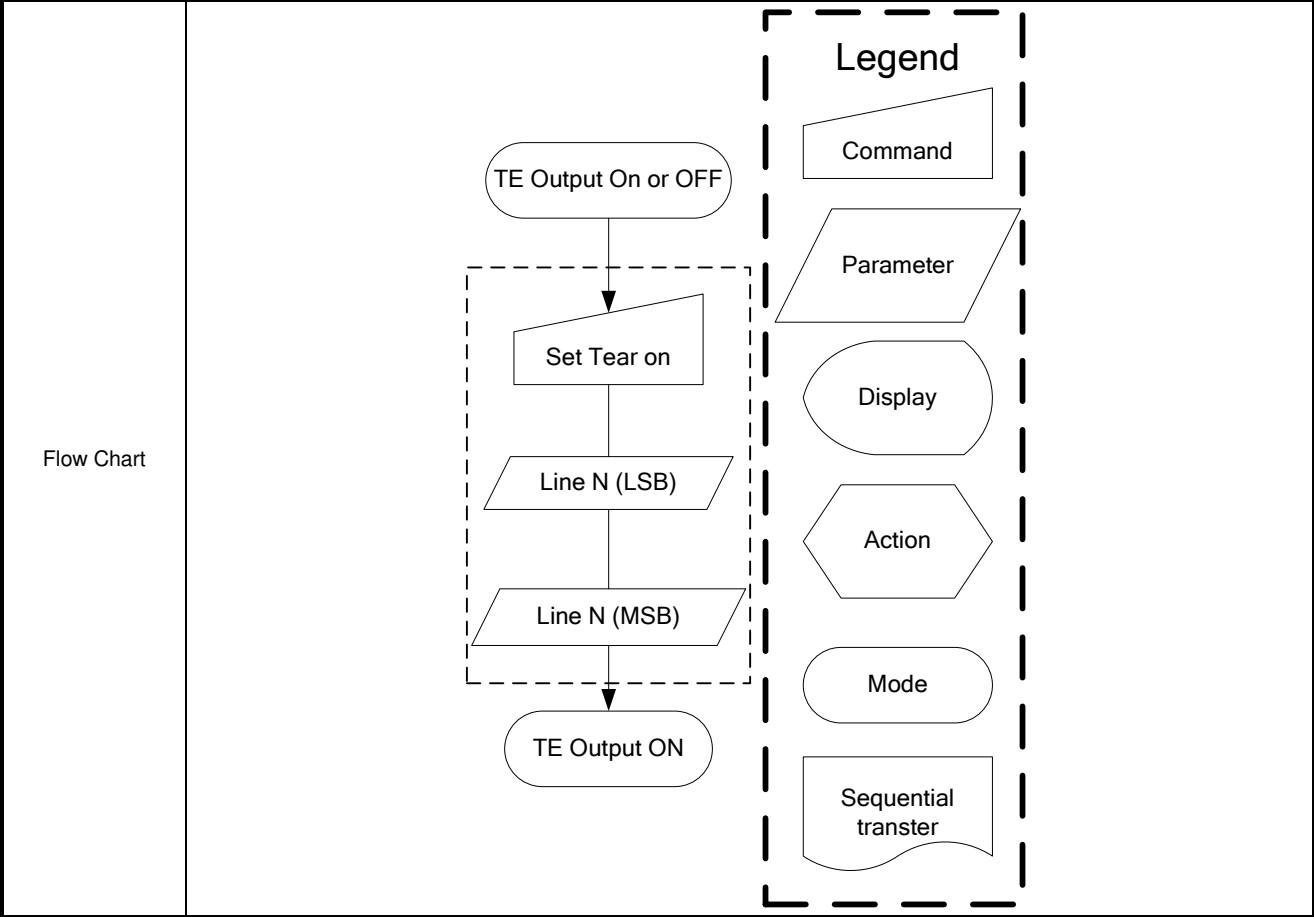 Flow Chart
TE Output On or OFF
Set Tear on
Line N (LSB)
Line N (MSB)
TE Output ON
Legend
Command
Parameter
Display
Action
Mode
Sequential
transter